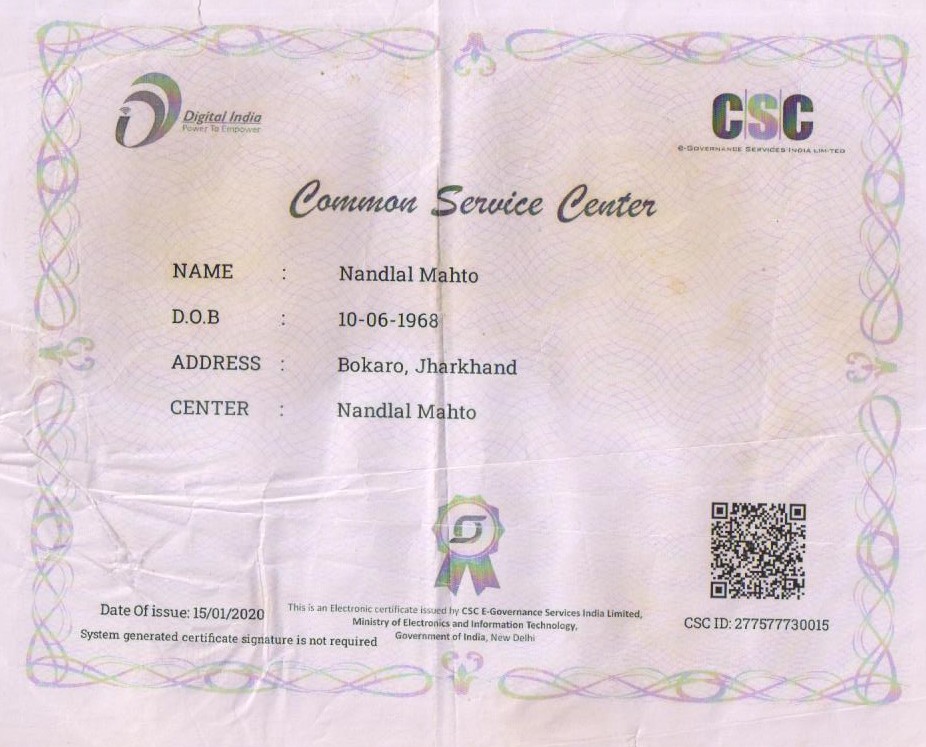 Digital India
Power To Empower
CSC
e-Governance Services India Limited
Common Service Center
NAME : Nandlal Mahto
D.O.B : 10-06-1968
ADDRESS : Bokaro, Jharkhand
CENTER : Nandlal Mahto
Date Of issue: 15/01/2020
System generated certificate signature is not required
This is an Electronic certificate issued by CSC E-Governance Services India Limited,
Ministry of Electronics and Information Technology,
Government of India, New Delhi
CSC ID: 277577730015